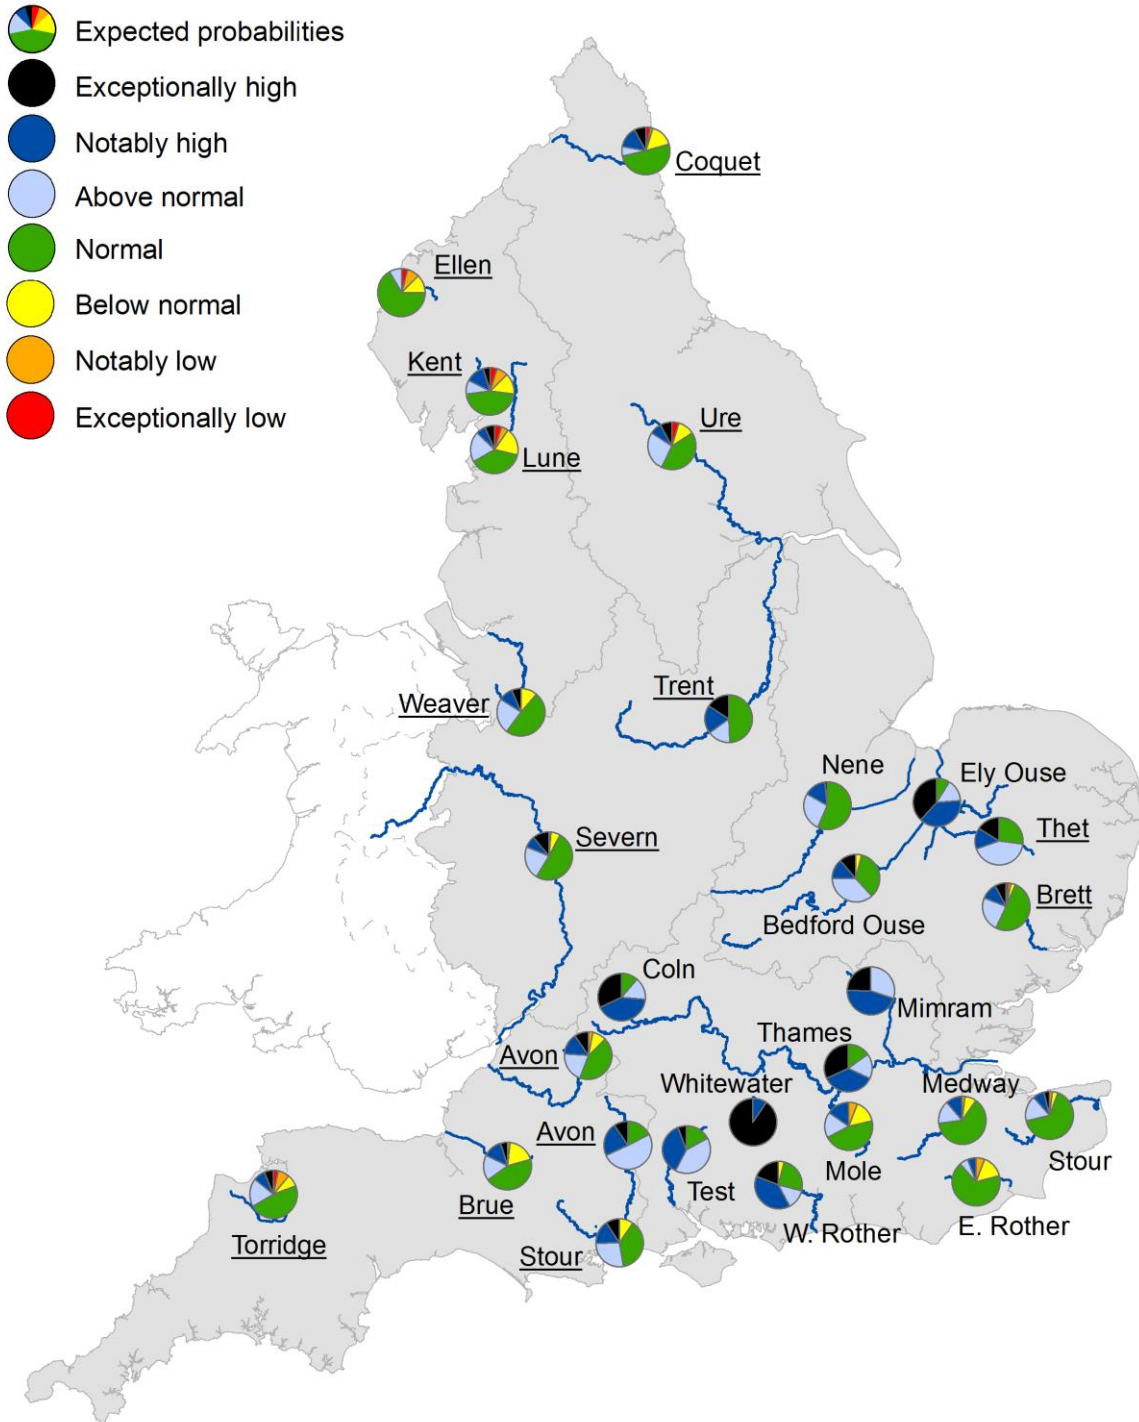 Expected probabilities
Exceptionally high
Notably high
Above normal
Normal
Below normal
Notably low
Exceptionally low
Coquet
Ellen
Kent
Lune
Ure
Weaver
Trent
Nene
Ely Ouse
Thet
Severn
Brett
Bedford Ouse
Coln
Mimram
Thames
Avon
Whitewater
Medway
Avon
Test
Mole
Stour
Brue
W. Rother
E. Rother
Torridge
Stour